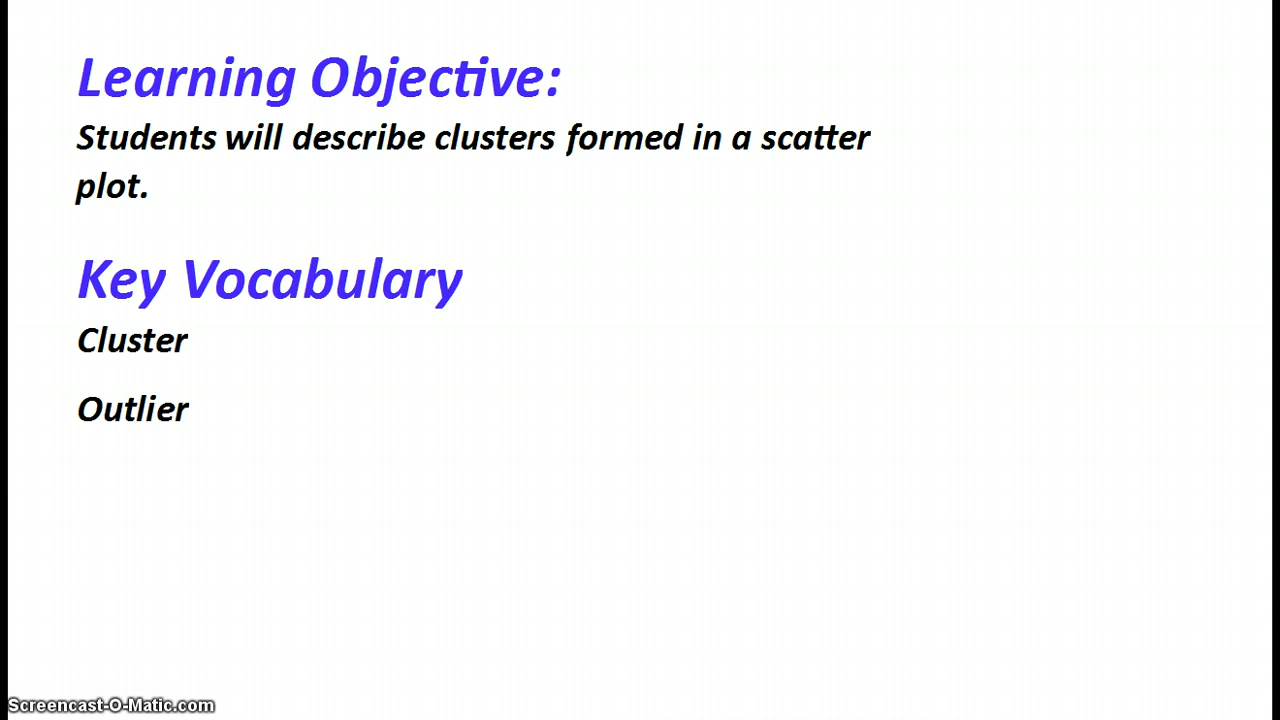 Learning Objective:
Students will describe clusters formed in a scatter
plot.
Key Vocabulary
Cluster
Outlier
Screencast-O-Matic.com